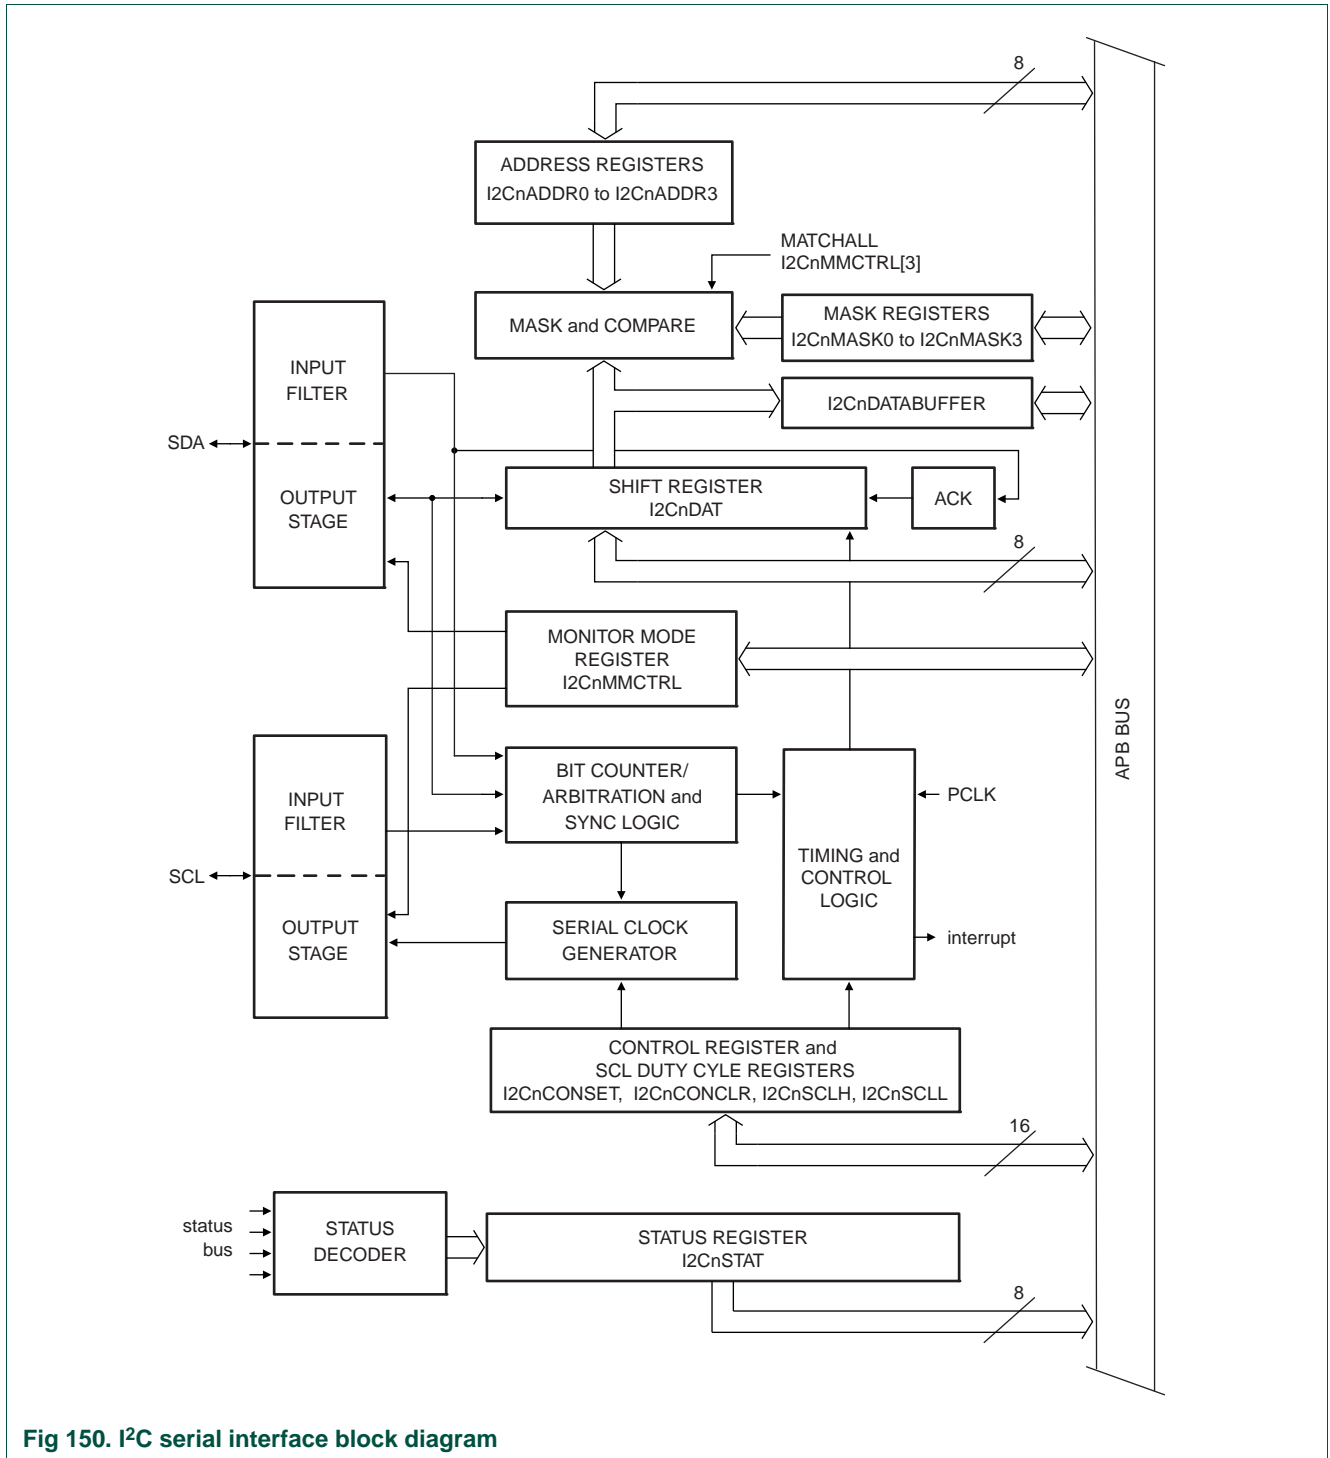 8
ADDRESS REGISTERS
I2CnADDR0 to I2CnADDR3
MATCHALL
I2CnMMCTRL[3]
MASK and COMPARE
MASK REGISTERS
I2CnMASK0 to I2CnMASK3
I2CnDATABUFFER
INPUT
FILTER
SDA
OUTPUT
STAGE
SHIFT REGISTER
I2CnDAT
ACK
8
MONITOR MODE
REGISTER
I2CnMMCTRL
APB BUS
BIT COUNTER/
ARBITRATION and
SYNC LOGIC
PCLK
INPUT
FILTER
SCL
OUTPUT
STAGE
TIMING and
CONTROL
LOGIC
SERIAL CLOCK
GENERATOR
interrupt
CONTROL REGISTER and
SCL DUTY CYLE REGISTERS
I2CnCONSET, I2CnCONCLR, I2CnSCLH, I2CnSCLL
16
status
bus
STATUS
DECODER
STATUS REGISTER
I2CnSTAT
8
Fig 150. I²C serial interface block diagram